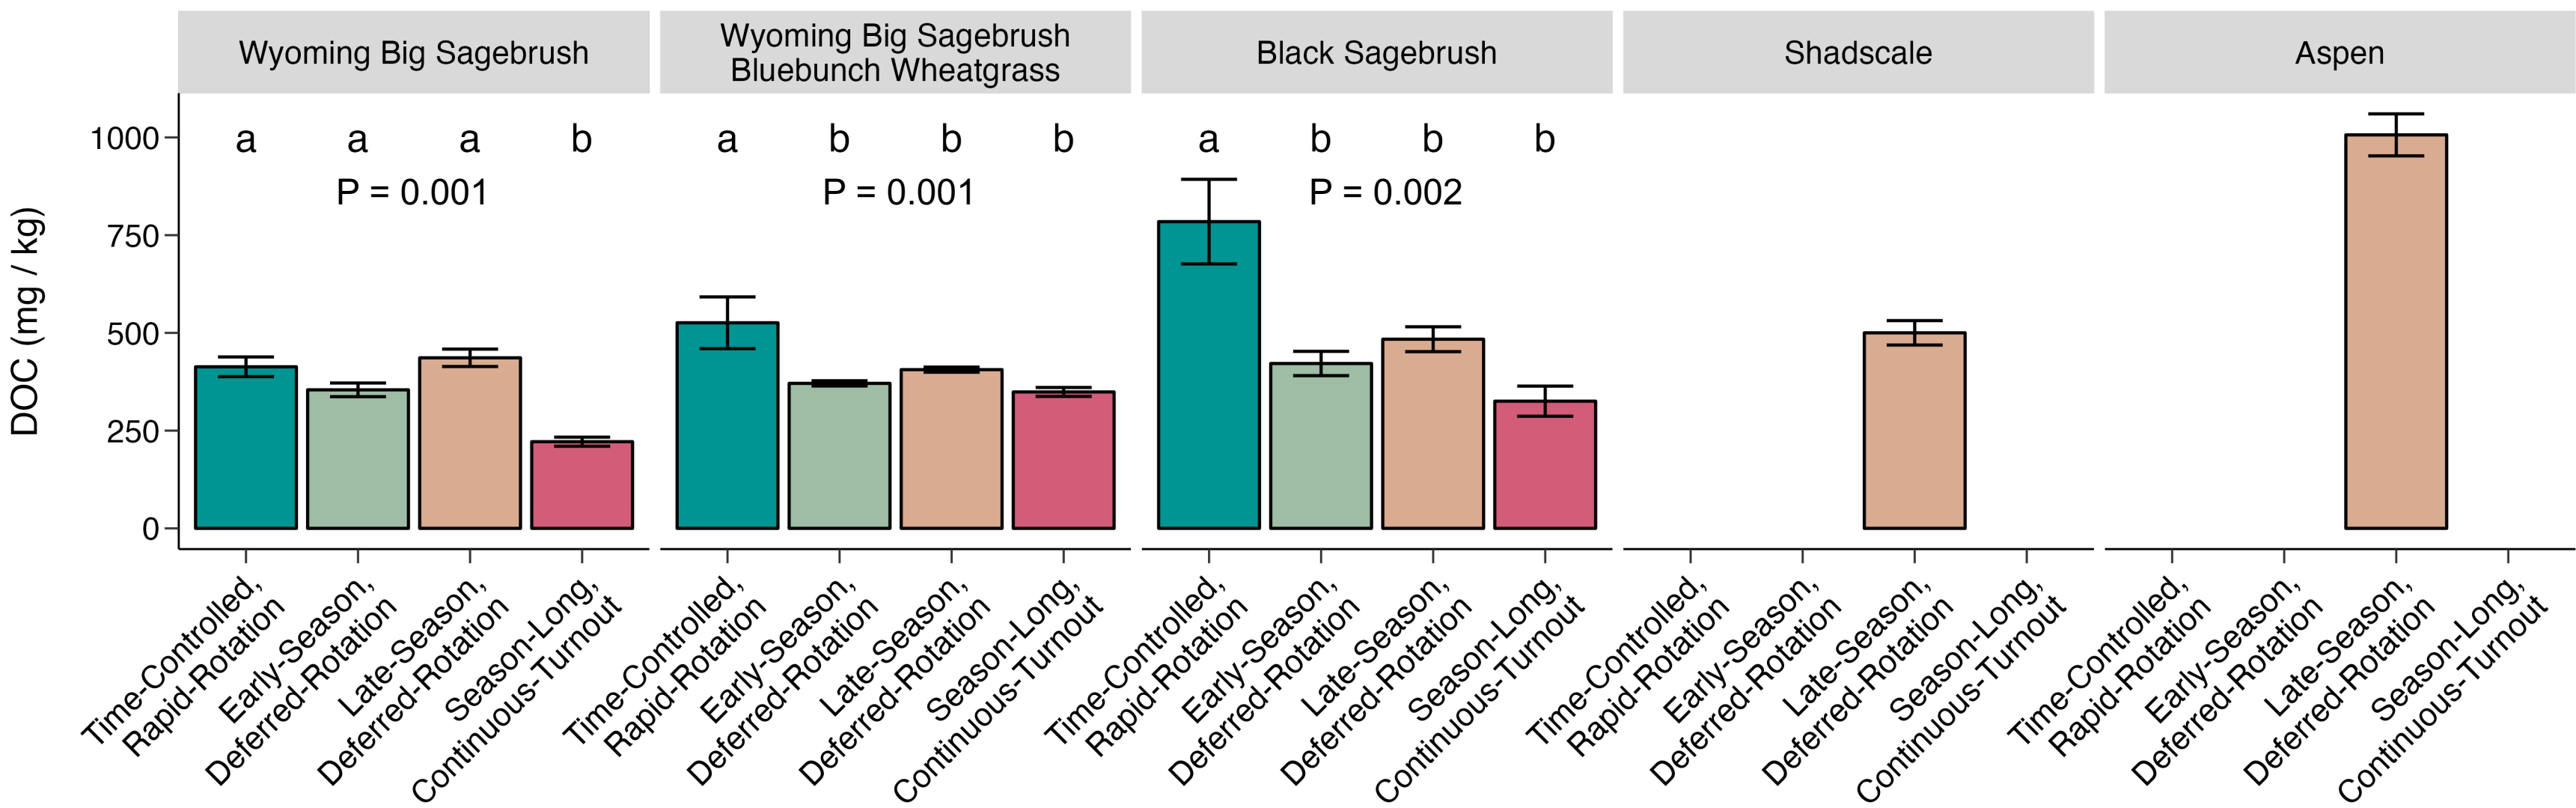 Wyoming Big Sagebrush
Wyoming Big Sagebrush
Bluebunch Wheatgrass
Black Sagebrush
Shadscale
Aspen
DOC (mg / kg)
1000
750
500
250
0
a a a b
P = 0.001
a b b b
P = 0.001
a b b b
P = 0.002
Time-Controlled,
Rapid-Rotation
Early-Season,
Deferred-Rotation
Late-Season,
Deferred-Rotation
Season-Long,
Continuous-Turnout
Time-Controlled,
Rapid-Rotation
Early-Season,
Deferred-Rotation
Late-Season,
Deferred-Rotation
Season-Long,
Continuous-Turnout
Time-Controlled,
Rapid-Rotation
Early-Season,
Deferred-Rotation
Late-Season,
Deferred-Rotation
Season-Long,
Continuous-Turnout
Time-Controlled,
Rapid-Rotation
Early-Season,
Deferred-Rotation
Late-Season,
Deferred-Rotation
Season-Long,
Continuous-Turnout
Time-Controlled,
Rapid-Rotation
Early-Season,
Deferred-Rotation
Late-Season,
Deferred-Rotation
Season-Long,
Continuous-Turnout